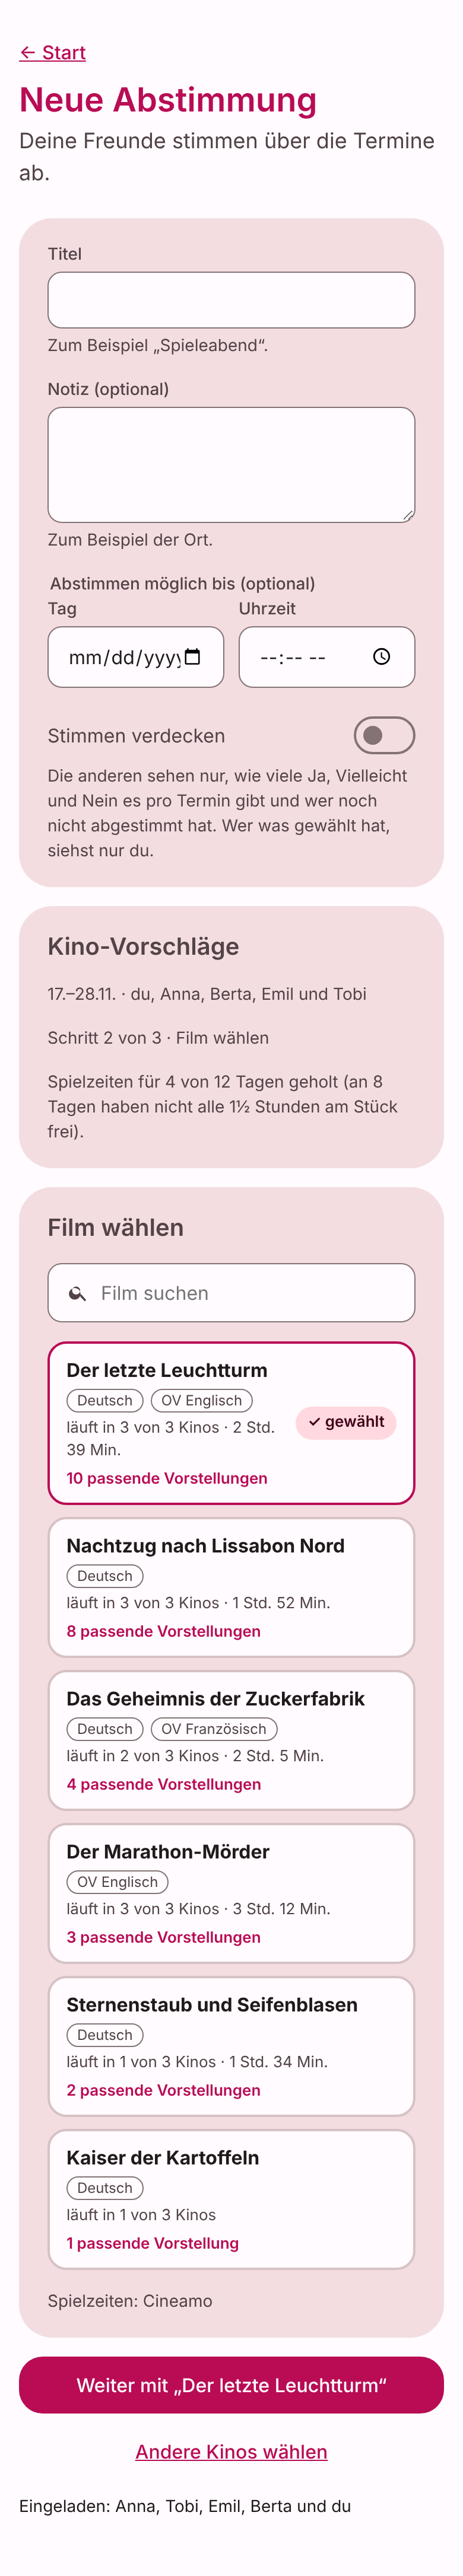 ← Start
Neue Abstimmung
Deine Freunde stimmen über die Termine
ab.
Titel
Zum Beispiel „Spieleabend“.
Notiz (optional)
Zum Beispiel der Ort.
Abstimmen möglich bis (optional)
Tag Uhrzeit
mm/dd/yyyy --:-- --
Stimmen verdecken
Die anderen sehen nur, wie viele Ja, Vielleicht
und Nein es pro Termin gibt und wer noch
nicht abgestimmt hat. Wer was gewählt hat,
siehst nur du.
Kino-Vorschläge
17.–28.11. · du, Anna, Berta, Emil und Tobi
Schritt 2 von 3 · Film wählen
Spielzeiten für 4 von 12 Tagen geholt (an 8
Tagen haben nicht alle 1½ Stunden am Stück
frei).
Film wählen
Film suchen
Der letzte Leuchtturm
Deutsch OV Englisch
läuft in 3 von 3 Kinos · 2 Std.
39 Min.
✓ gewählt
10 passende Vorstellungen
Nachtzug nach Lissabon Nord
Deutsch
läuft in 3 von 3 Kinos · 1 Std. 52 Min.
8 passende Vorstellungen
Das Geheimnis der Zuckerfabrik
Deutsch OV Französisch
läuft in 2 von 3 Kinos · 2 Std. 5 Min.
4 passende Vorstellungen
Der Marathon-Mörder
OV Englisch
läuft in 3 von 3 Kinos · 3 Std. 12 Min.
3 passende Vorstellungen
Sternenstaub und Seifenblasen
Deutsch
läuft in 1 von 3 Kinos · 1 Std. 34 Min.
2 passende Vorstellungen
Kaiser der Kartoffeln
Deutsch
läuft in 1 von 3 Kinos
1 passende Vorstellung
Spielzeiten: Cineamo
Weiter mit „Der letzte Leuchtturm“
Andere Kinos wählen
Eingeladen: Anna, Tobi, Emil, Berta und du